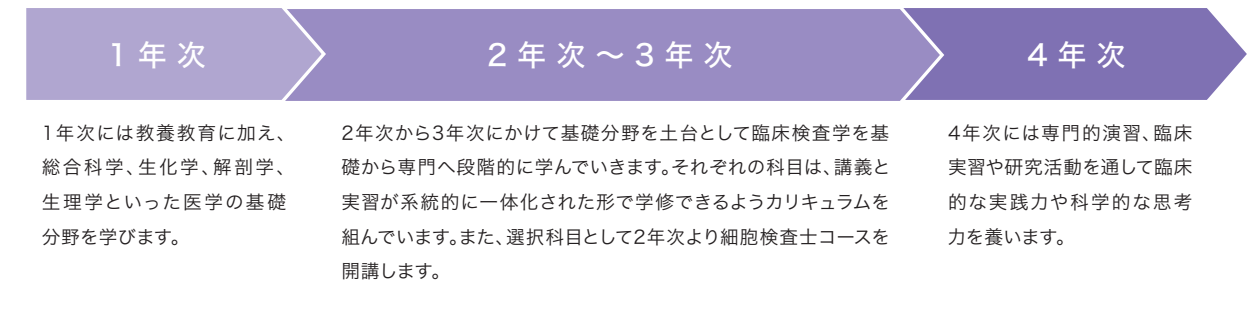 1年次
1年次には教養教育に加え、
総合科学、生化学、解剖学、
生理学といった医学の基礎
分野を学びます。
2年次～3年次
2年次から3年次にかけて基礎分野を土台として臨床検査学を基
礎から専門へ段階的に学んでいきます。それぞれの科目は、講義と
実習が系統的に一体化された形で学修できるようカリキュラムを
組んでいます。また、選択科目として2年次より細胞検査士コースを
開講します。
4年次
4年次には専門的演習、臨床
実習や研究活動を通して臨床
的な実践力や科学的な思考
力を養います。